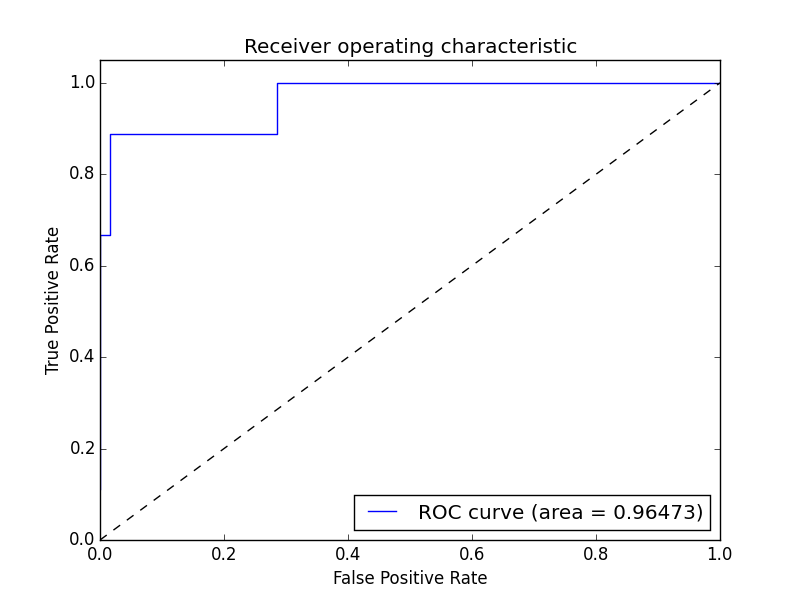 Receiver operating characteristic
True Positive Rate
1.0
0.8
0.6
0.4
0.2
0.0
ROC curve (area = 0.96473)
0.0 0.2 0.4 0.6 0.8 1.0
False Positive Rate